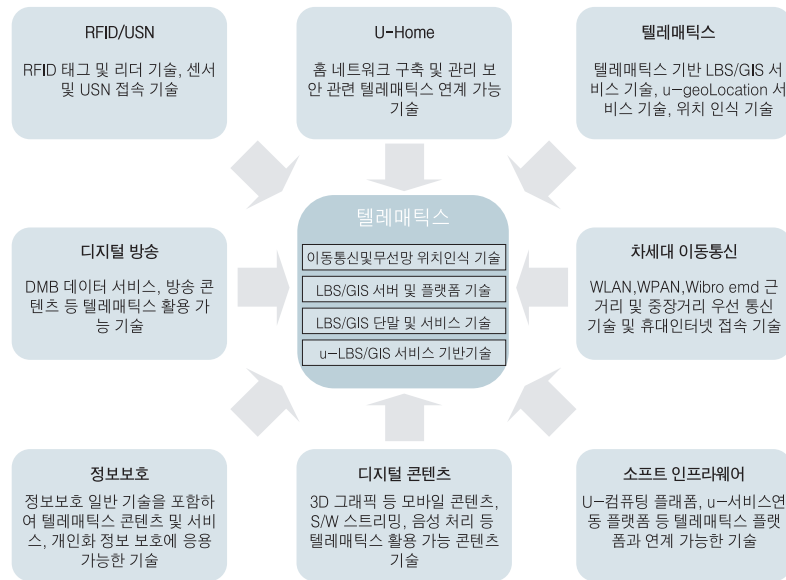 RFID/USN
RFID 태그 및 리더 기술, 센서
및 USN 접속 기술
U-Home
홈 네트워크 구축 및 관리 보
안 관련 텔레매틱스 연계 가능
기술
텔레매틱스
텔레매틱스 기반 LBS/GIS 서
비스 기술, u-geoLocation 서
비스 기술, 위치 인식 기술
디지털 방송
DMB 데이터 서비스, 방송 콘
텐츠 등 텔레매틱스 활용 가
능 기술
텔레매틱스
이동통신및무선망 위치인식 기술
LBS/GIS 서버 및 플랫폼 기술
LBS/GIS 단말 및 서비스 기술
u-LBS/GIS 서비스 기반기술
차세대 이동통신
WLAN,WPAN,Wibro emd 근
거리 및 중장거리 우선 통신
기술 및 휴대인터넷 접속 기술
정보보호
정보보호 일반 기술을 포함하
여 텔레매틱스 콘텐츠 및 서비
스, 개인화 정보 보호에 응용
가능한 기술
디지털 콘텐츠
3D 그래픽 등 모바일 콘텐츠,
S/W 스트리밍, 음성 처리 등
텔레매틱스 활용 가능 콘텐츠
기술
소프트 인프라웨어
U-컴퓨팅 플래폼, u-서비스연
동 플랫폼 등 텔레매틱스 플랫
폼과 연계 가능한 기술